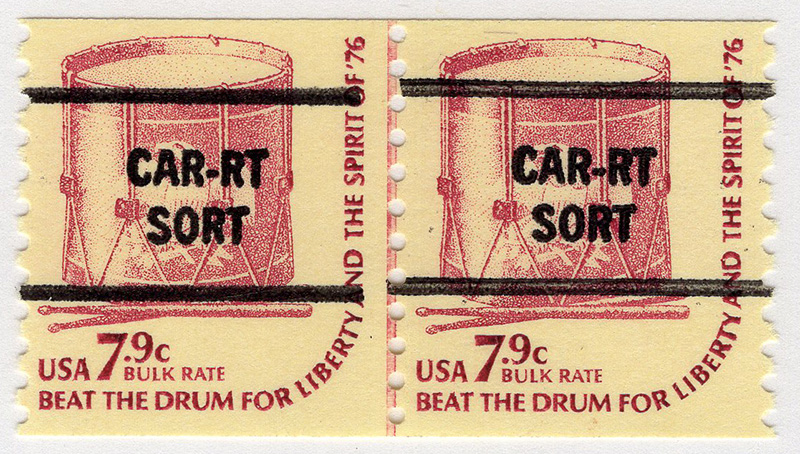 CAR-RT
SORT
USA 7.9c
BULK RATE
BEAT THE DRUM FOR LIBERTY AND THE SPIRIT OF '76
CAR-RT
SORT
USA 7.9c
BULK RATE
BEAT THE DRUM FOR LIBERTY AND THE SPIRIT OF '76